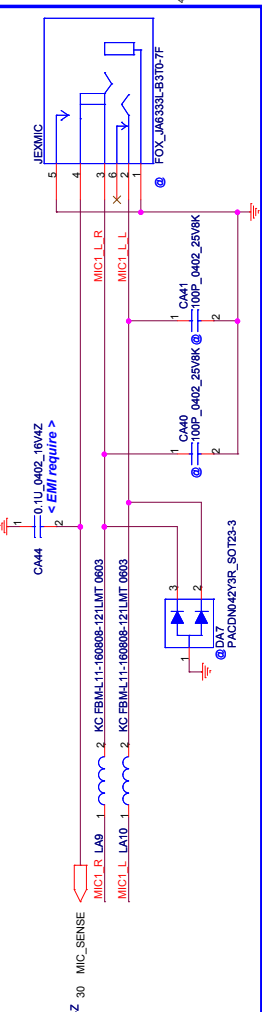 JEXMIC
5
4
3
6
2
1
@
FOX_JA6333L-B3T0-7F
MIC1_L_R
MIC1_L_L
CA44
1
2
0.1U_0402_16V4Z
< EMI require >
CA41
1
2
100P_0402_25V8K
@
CA40
1
2
100P_0402_25V8K
@
3
2
1
@DA7
PACDN042Y3R_SOT23-3
MIC1_R
LA9
1
2
KC FBM-L11-160808-121LMT 0603
MIC1_L
LA10
1
2
KC FBM-L11-160808-121LMT 0603
30
MIC_SENSE
Z
4